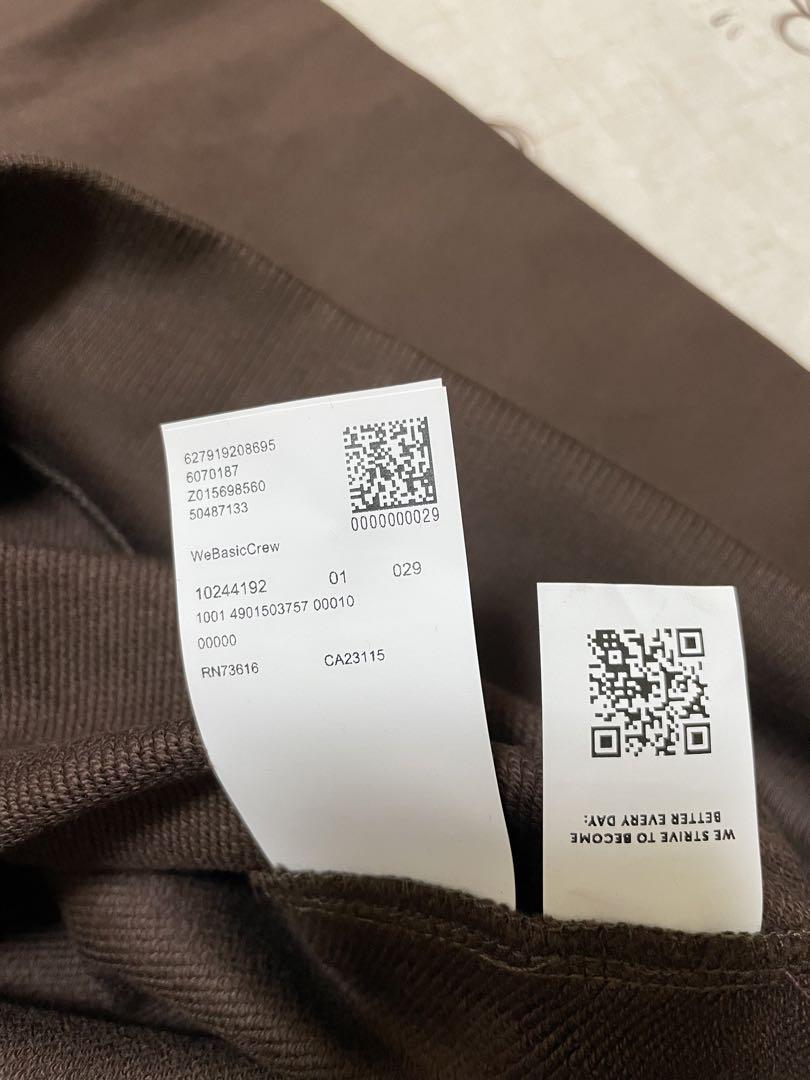 627919208695
6070187
Z015698560
50487133
0000000029
WeBasicCrew
10244192 01 029
1001 4901503757 00010
00000
RN73616 CA23115
WE STRIVE TO BECOME
BETTER EVERY DAY: